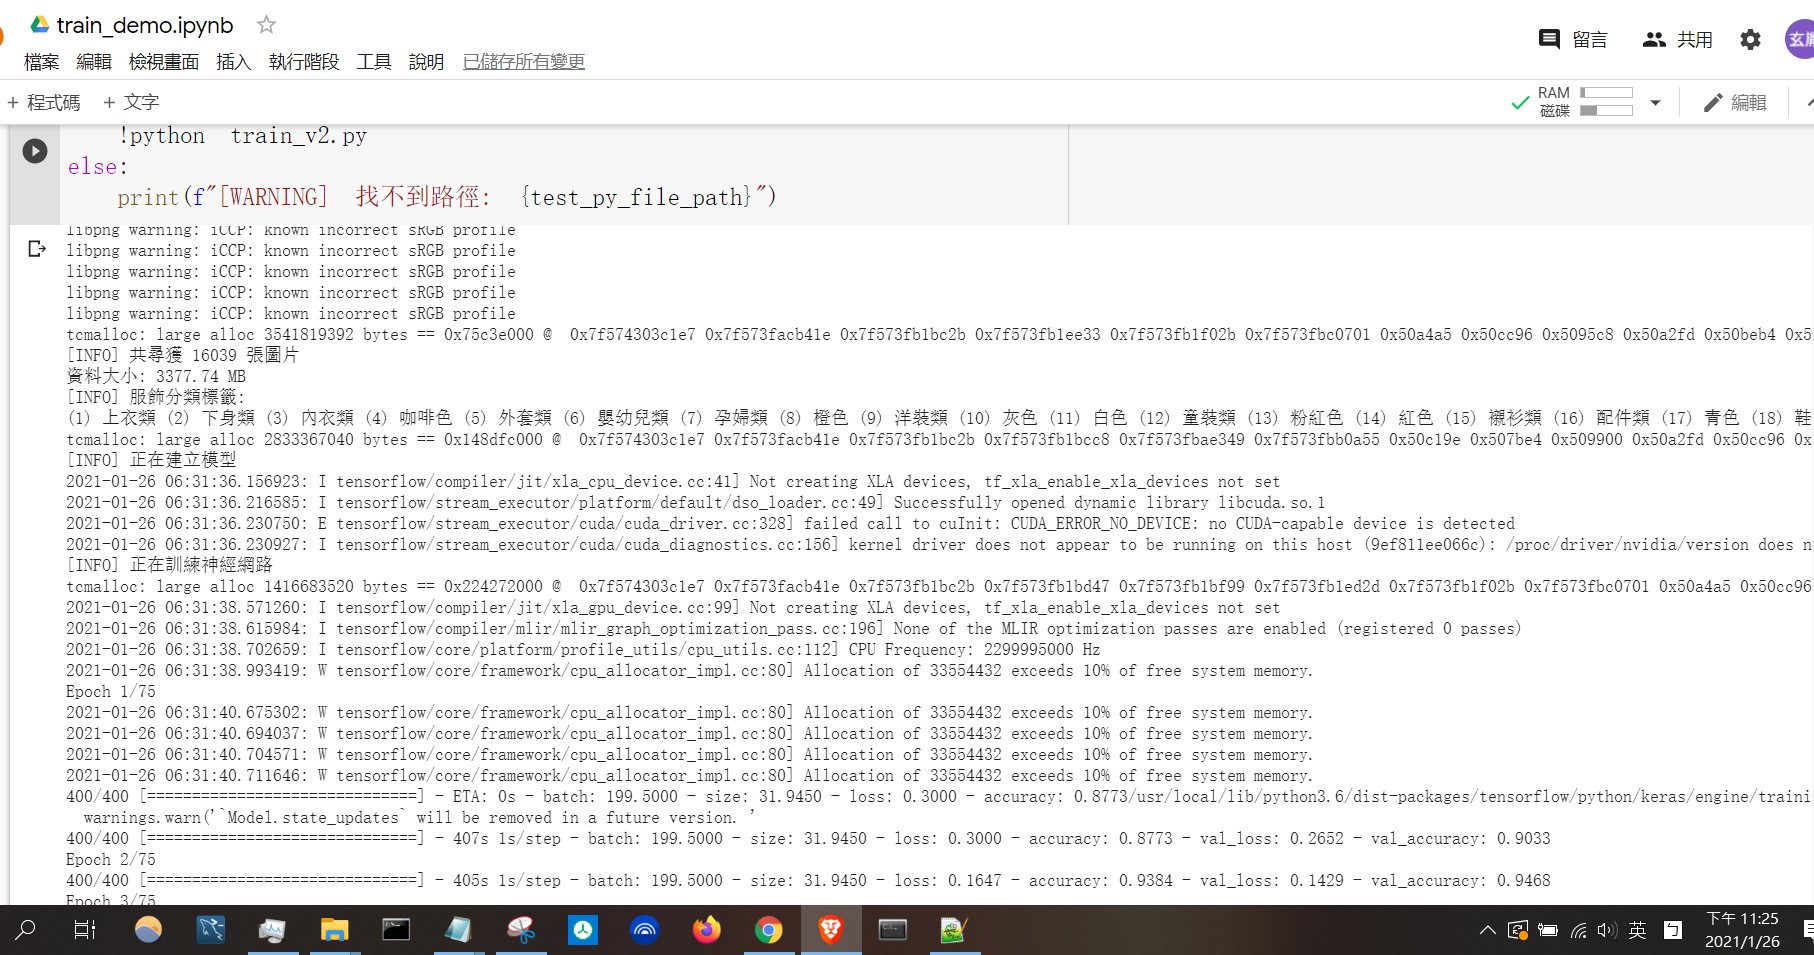 train_demo.ipynb
檔案 編輯 檢視畫面 插入 執行階段 工具 說明 已儲存所有變更
留言 共用
玄胤
+ 程式碼 + 文字
RAM
磁碟
編輯
!python train_v2.py
else:
print(f"[WARNING] 找不到路徑: {test_py_file_path}")
libpng warning: iCCP: known incorrect sRGB profile
libpng warning: iCCP: known incorrect sRGB profile
libpng warning: iCCP: known incorrect sRGB profile
libpng warning: iCCP: known incorrect sRGB profile
libpng warning: iCCP: known incorrect sRGB profile
tcmalloc: large alloc 3541819392 bytes == 0x75c3e000 @ 0x7f574303c1e7 0x7f573facb41e 0x7f573fb1bc2b 0x7f573fb1ee33 0x7f573fb1f02b 0x7f573fbc0701 0x50a4a5 0x50cc96 0x5095c8 0x50a2fd 0x50beb4 0x5
[INFO] 共尋獲 16039 張圖片
資料大小: 3377.74 MB
[INFO] 服飾分類標籤:
(1) 上衣類 (2) 下身類 (3) 內衣類 (4) 咖啡色 (5) 外套類 (6) 嬰幼兒類 (7) 孕婦類 (8) 橙色 (9) 洋裝類 (10) 灰色 (11) 白色 (12) 童裝類 (13) 粉紅色 (14) 紅色 (15) 襯衫類 (16) 配件類 (17) 青色 (18) 鞋
tcmalloc: large alloc 2833367040 bytes == 0x148dfc000 @ 0x7f574303c1e7 0x7f573facb41e 0x7f573fb1bc2b 0x7f573fb1bcc8 0x7f573fbae349 0x7f573fbb0a55 0x50c19e 0x507be4 0x509900 0x50a2fd 0x50cc96 0x
[INFO] 正在建立模型
2021-01-26 06:31:36.156923: I tensorflow/compiler/jit/xla_cpu_device.cc:41] Not creating XLA devices, tf_xla_enable_xla_devices not set
2021-01-26 06:31:36.216585: I tensorflow/stream_executor/platform/default/dso_loader.cc:49] Successfully opened dynamic library libcuda.so.1
2021-01-26 06:31:36.230750: E tensorflow/stream_executor/cuda/cuda_driver.cc:328] failed call to cuInit: CUDA_ERROR_NO_DEVICE: no CUDA-capable device is detected
2021-01-26 06:31:36.230927: I tensorflow/stream_executor/cuda/cuda_diagnostics.cc:156] kernel driver does not appear to be running on this host (9ef811ee066c): /proc/driver/nvidia/version does n
[INFO] 正在訓練神經網路
tcmalloc: large alloc 1416683520 bytes == 0x224272000 @ 0x7f574303c1e7 0x7f573facb41e 0x7f573fb1bc2b 0x7f573fb1bd47 0x7f573fb1bf99 0x7f573fb1ed2d 0x7f573fb1f02b 0x7f573fbc0701 0x50a4a5 0x50cc96
2021-01-26 06:31:38.571260: I tensorflow/compiler/jit/xla_gpu_device.cc:99] Not creating XLA devices, tf_xla_enable_xla_devices not set
2021-01-26 06:31:38.615984: I tensorflow/compiler/mlir/mlir_graph_optimization_pass.cc:196] None of the MLIR optimization passes are enabled (registered 0 passes)
2021-01-26 06:31:38.702659: I tensorflow/core/platform/profile_utils/cpu_utils.cc:112] CPU Frequency: 2299995000 Hz
2021-01-26 06:31:38.993419: W tensorflow/core/framework/cpu_allocator_impl.cc:80] Allocation of 33554432 exceeds 10% of free system memory.
Epoch 1/75
2021-01-26 06:31:40.675302: W tensorflow/core/framework/cpu_allocator_impl.cc:80] Allocation of 33554432 exceeds 10% of free system memory.
2021-01-26 06:31:40.694037: W tensorflow/core/framework/cpu_allocator_impl.cc:80] Allocation of 33554432 exceeds 10% of free system memory.
2021-01-26 06:31:40.704571: W tensorflow/core/framework/cpu_allocator_impl.cc:80] Allocation of 33554432 exceeds 10% of free system memory.
2021-01-26 06:31:40.711646: W tensorflow/core/framework/cpu_allocator_impl.cc:80] Allocation of 33554432 exceeds 10% of free system memory.
400/400 [==============================] - ETA: 0s - batch: 199.5000 - size: 31.9450 - loss: 0.3000 - accuracy: 0.8773/usr/local/lib/python3.6/dist-packages/tensorflow/python/keras/engine/traini
warnings.warn('`Model.state_updates` will be removed in a future version. '
400/400 [==============================] - 407s 1s/step - batch: 199.5000 - size: 31.9450 - loss: 0.3000 - accuracy: 0.8773 - val_loss: 0.2652 - val_accuracy: 0.9033
Epoch 2/75
400/400 [==============================] - 405s 1s/step - batch: 199.5000 - size: 31.9450 - loss: 0.1647 - accuracy: 0.9384 - val_loss: 0.1429 - val_accuracy: 0.9468
Epoch 3/75
英
下午 11:25
2021/1/26